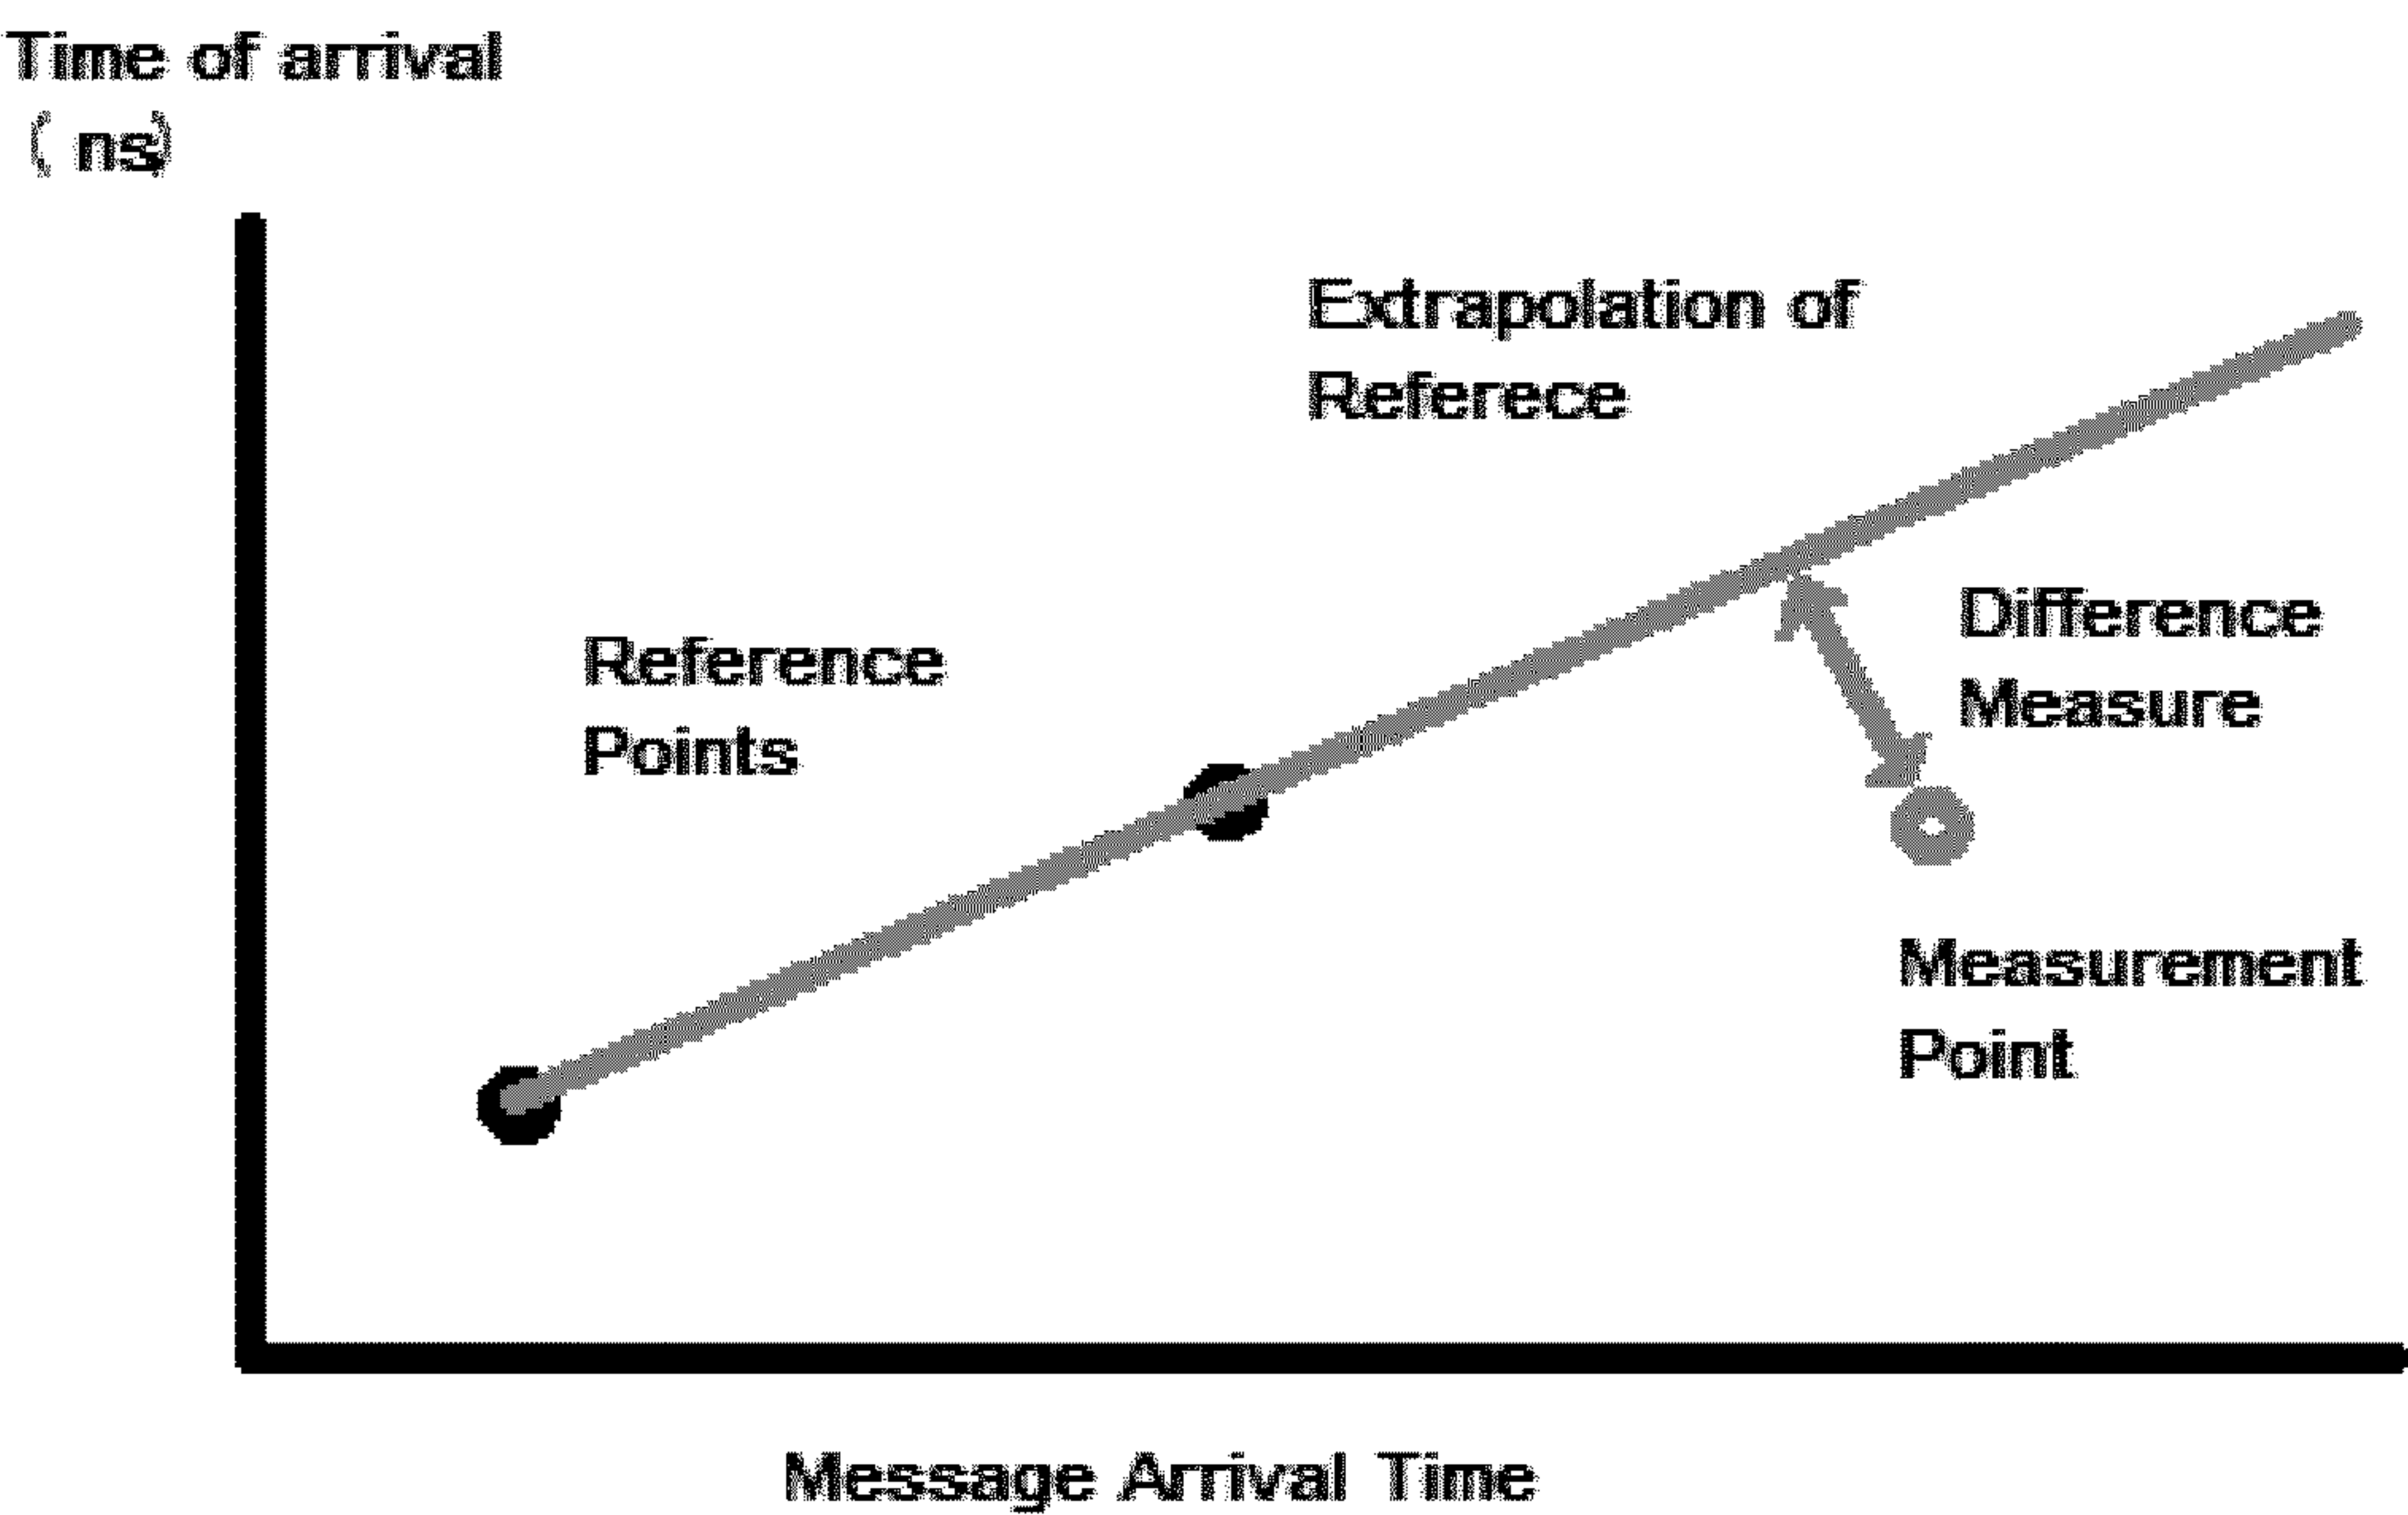 Time of arrival
( ns)
Extrapolation of
Referece
Reference
Points
Difference
Measure
Measurement
Point
Message Arrival Time